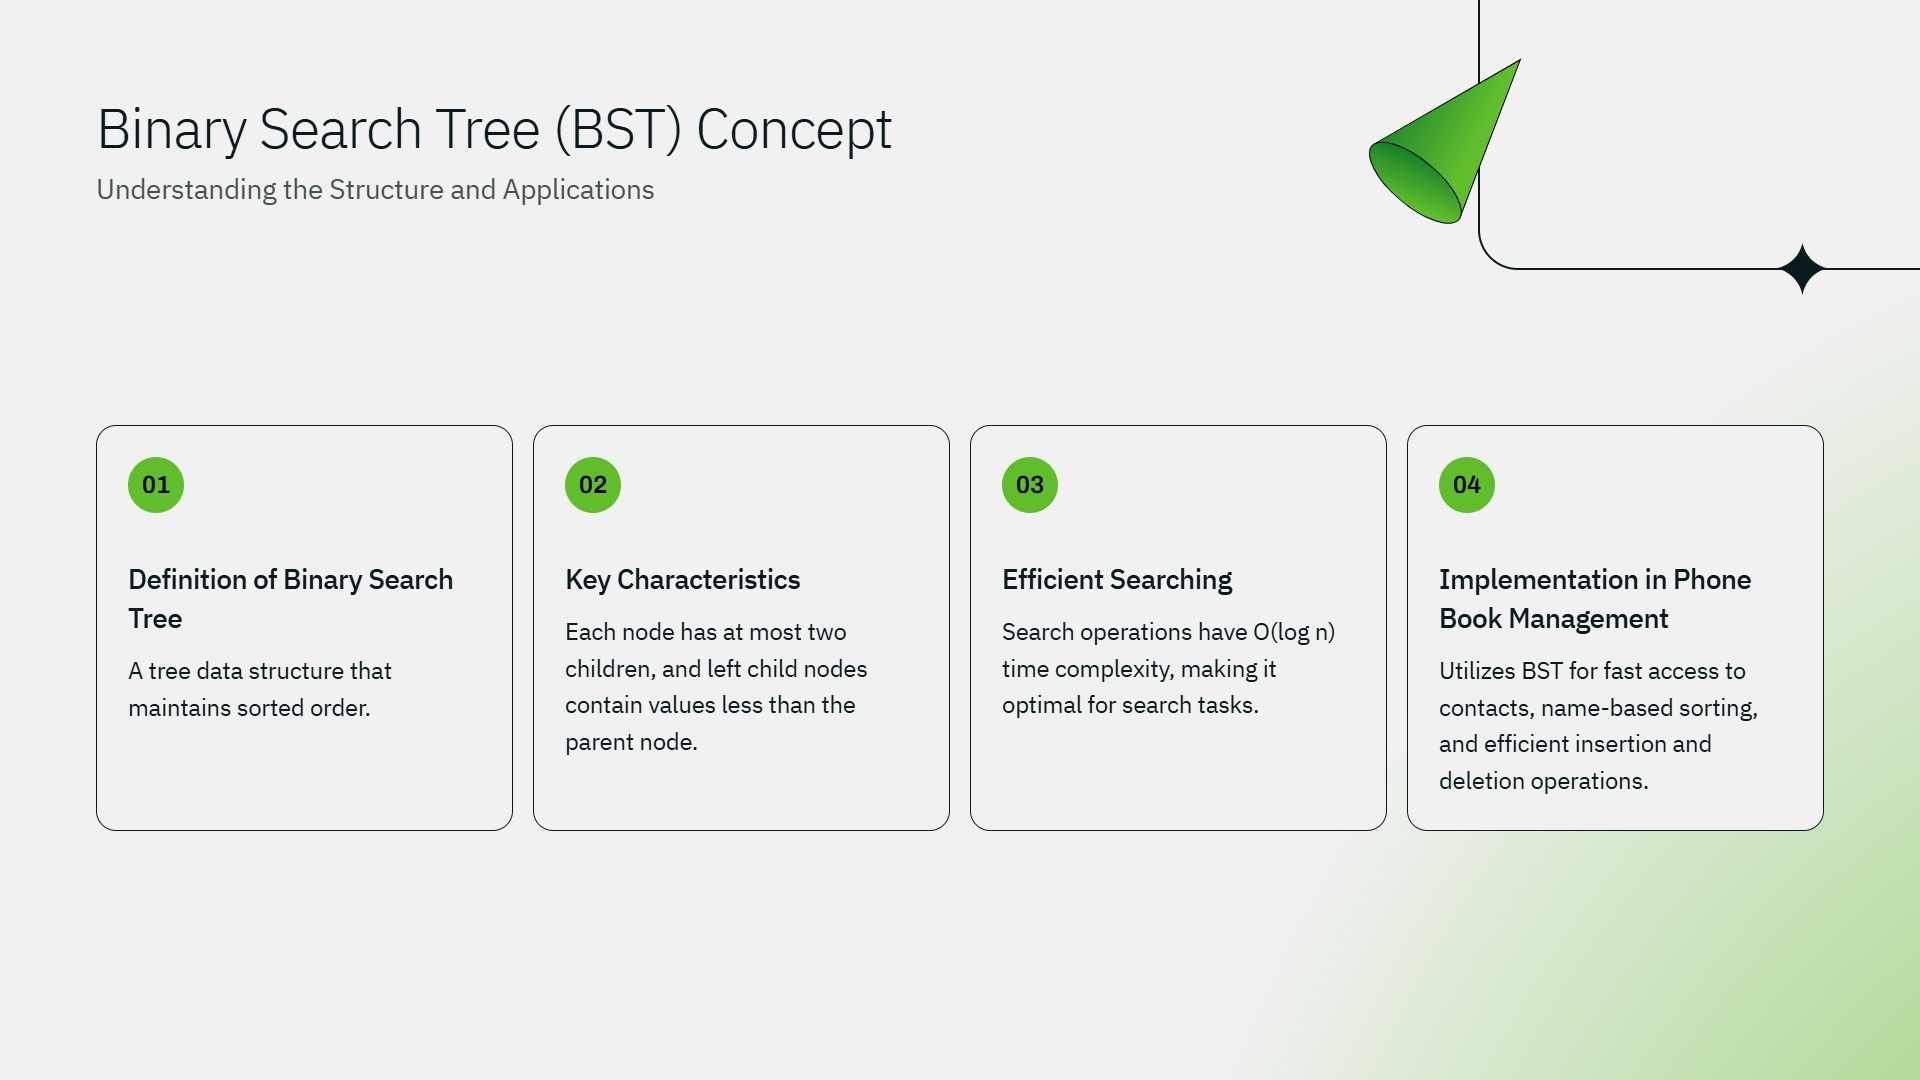 Binary Search Tree (BST) Concept
Understanding the Structure and Applications
01
Definition of Binary Search
Tree
A tree data structure that
maintains sorted order.
02
Key Characteristics
Each node has at most two
children, and left child nodes
contain values less than the
parent node.
03
Efficient Searching
Search operations have O(log n)
time complexity, making it
optimal for search tasks.
04
Implementation in Phone
Book Management
Utilizes BST for fast access to
contacts, name-based sorting,
and efficient insertion and
deletion operations.